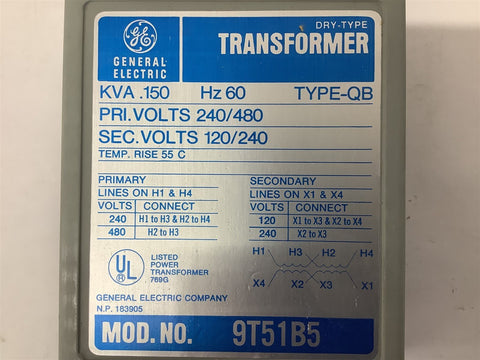 GE
GENERAL
ELECTRIC
DRY-TYPE
TRANSFORMER
KVA .150 Hz 60 TYPE-QB
PRI. VOLTS 240/480
SEC. VOLTS 120/240
TEMP. RISE 55 C
PRIMARY
LINES ON H1 & H4
VOLTS CONNECT
240 H1 to H3 & H2 to H4
480 H2 to H3
SECONDARY
LINES ON X1 & X4
VOLTS CONNECT
120 X1 to X3 & X2 to X4
240 X2 to X3
UL
LISTED
POWER
TRANSFORMER
769G
H1 H3 H2 H4
X4 X2 X3 X1
GENERAL ELECTRIC COMPANY
N.P. 183905
MOD. NO. 9T51B5